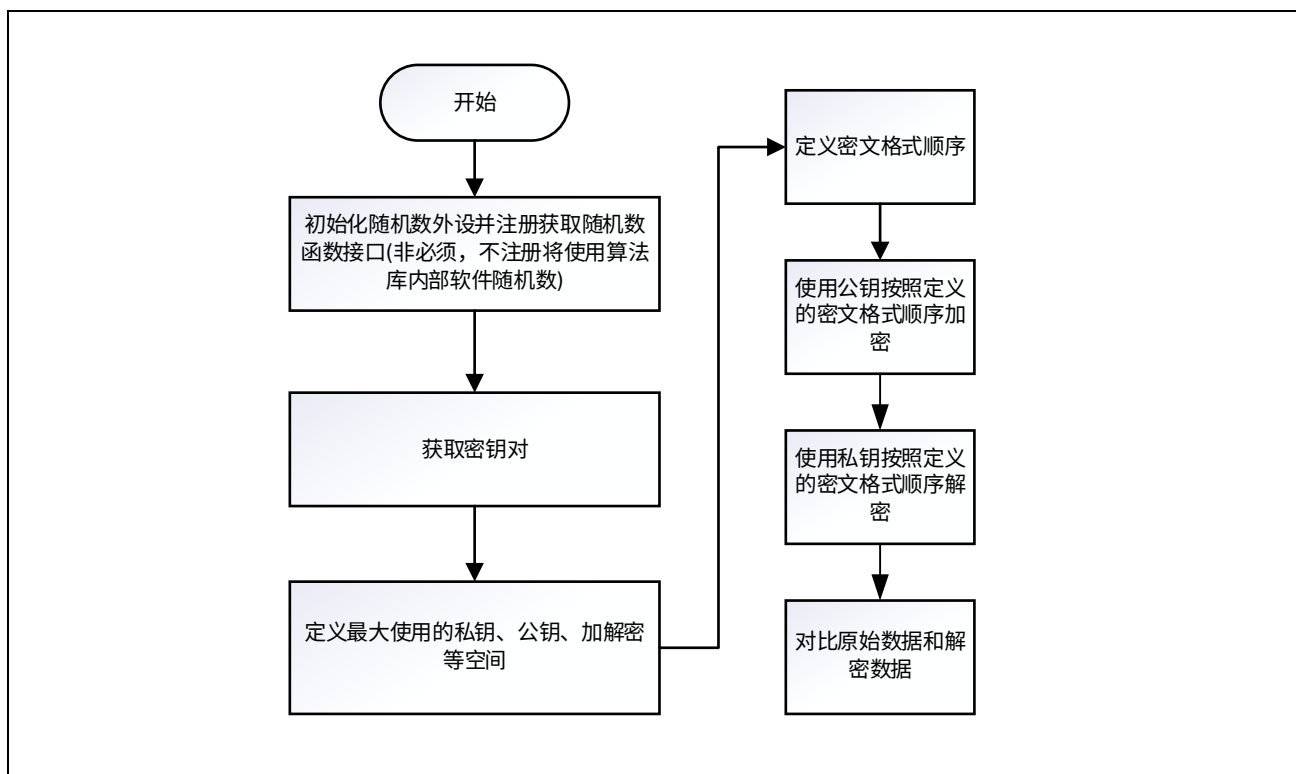 开始
初始化随机数外设并注册获取随机数
函数接口(非必须，不注册将使用算法
库内部软件随机数)
获取密钥对
定义最大使用的私钥、公钥、加解密
等空间
定义密文格式顺序
使用公钥按照定义
的密文格式顺序加
密
使用私钥按照定义
的密文格式顺序解
密
对比原始数据和解
密数据